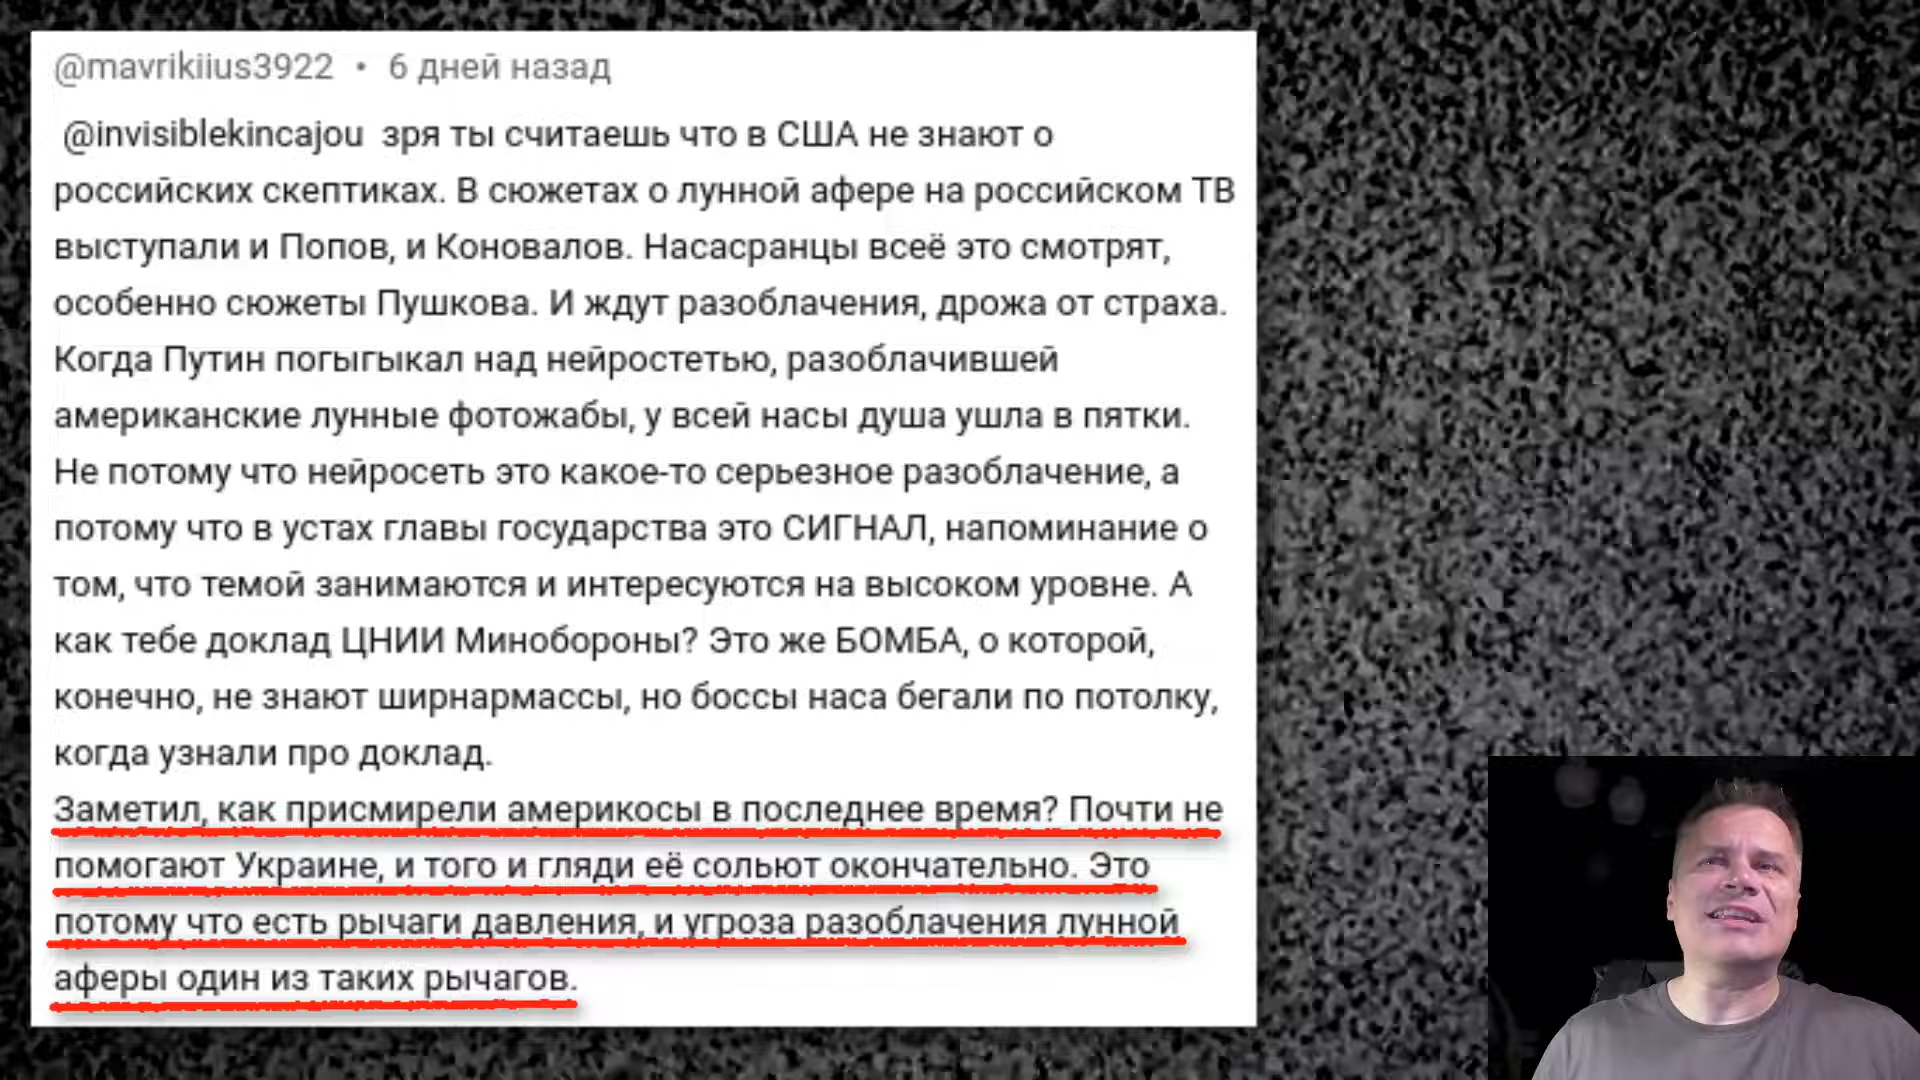 @mavrikiius3922 • 6 дней назад
@invisiblekincajou зря ты считаешь что в США не знают о
российских скептиках. В сюжетах о лунной афере на российском ТВ
выступали и Попов, и Коновалов. Насасранцы всеё это смотрят,
особенно сюжеты Пушкова. И ждут разоблачения, дрожа от страха.
Когда Путин погыгыкал над нейростетью, разоблачившей
американские лунные фотожабы, у всей насы душа ушла в пятки.
Не потому что нейросеть это какое-то серьезное разоблачение, а
потому что в устах главы государства это СИГНАЛ, напоминание о
том, что темой занимаются и интересуются на высоком уровне. А
как тебе доклад ЦНИИ Минобороны? Это же БОМБА, о которой,
конечно, не знают ширнармассы, но боссы наса бегали по потолку,
когда узнали про доклад.
Заметил, как присмирели америкосы в последнее время? Почти не
помогают Украине, и того и гляди её сольют окончательно. Это
потому что есть рычаги давления, и угроза разоблачения лунной
аферы один из таких рычагов.